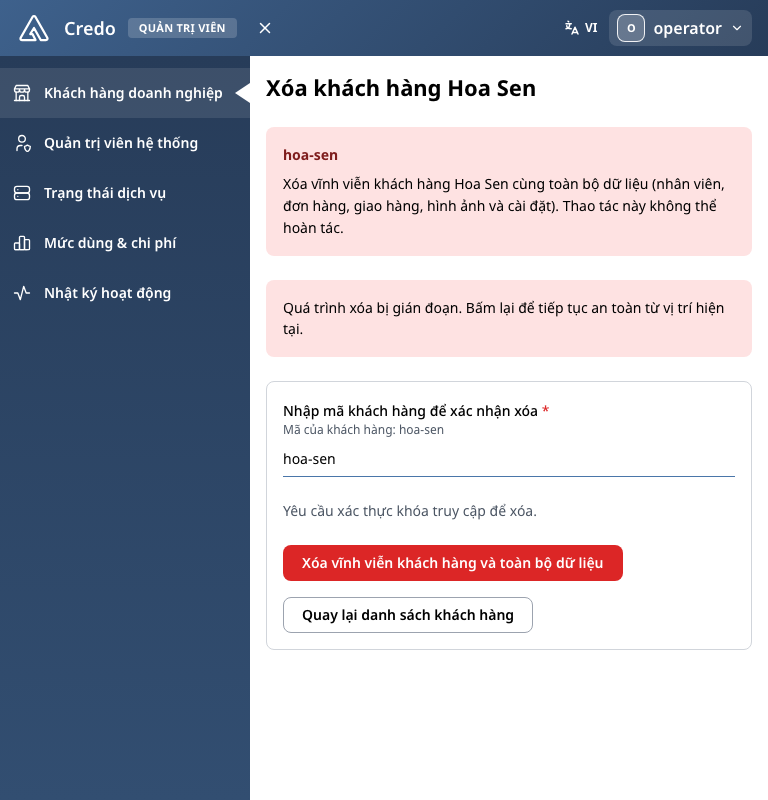 Credo
QUẢN TRỊ VIÊN
VI
O
operator
Khách hàng doanh nghiệp
Quản trị viên hệ thống
Trạng thái dịch vụ
Mức dùng & chi phí
Nhật ký hoạt động
Xóa khách hàng Hoa Sen
hoa-sen
Xóa vĩnh viễn khách hàng Hoa Sen cùng toàn bộ dữ liệu (nhân viên,
đơn hàng, giao hàng, hình ảnh và cài đặt). Thao tác này không thể
hoàn tác.
Quá trình xóa bị gián đoạn. Bấm lại để tiếp tục an toàn từ vị trí hiện
tại.
Nhập mã khách hàng để xác nhận xóa *
Mã của khách hàng: hoa-sen
hoa-sen
Yêu cầu xác thực khóa truy cập để xóa.
Xóa vĩnh viễn khách hàng và toàn bộ dữ liệu
Quay lại danh sách khách hàng